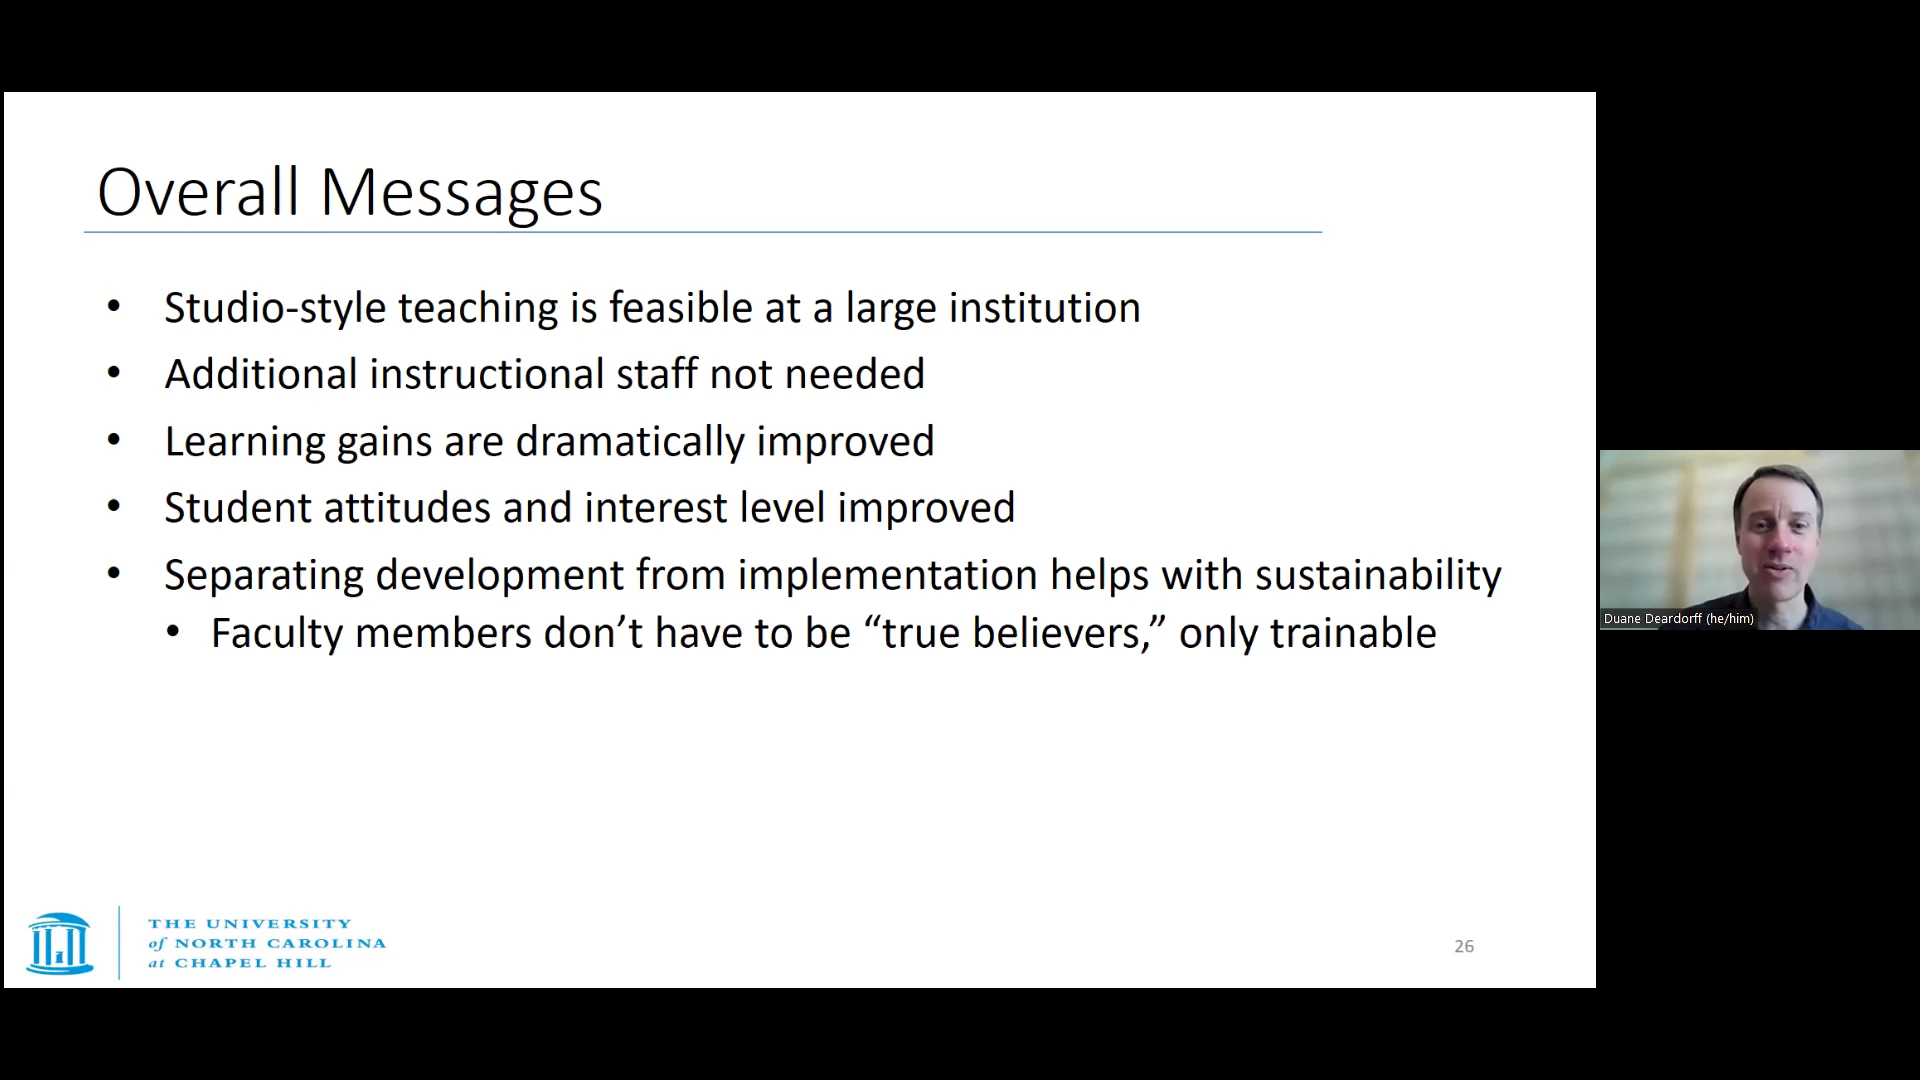 Overall Messages
• Studio-style teaching is feasible at a large institution
• Additional instructional staff not needed
• Learning gains are dramatically improved
• Student attitudes and interest level improved
• Separating development from implementation helps with sustainability
• Faculty members don’t have to be “true believers,” only trainable
Duane Deardorff (he/him)
THE UNIVERSITY
of NORTH CAROLINA
at CHAPEL HILL
26